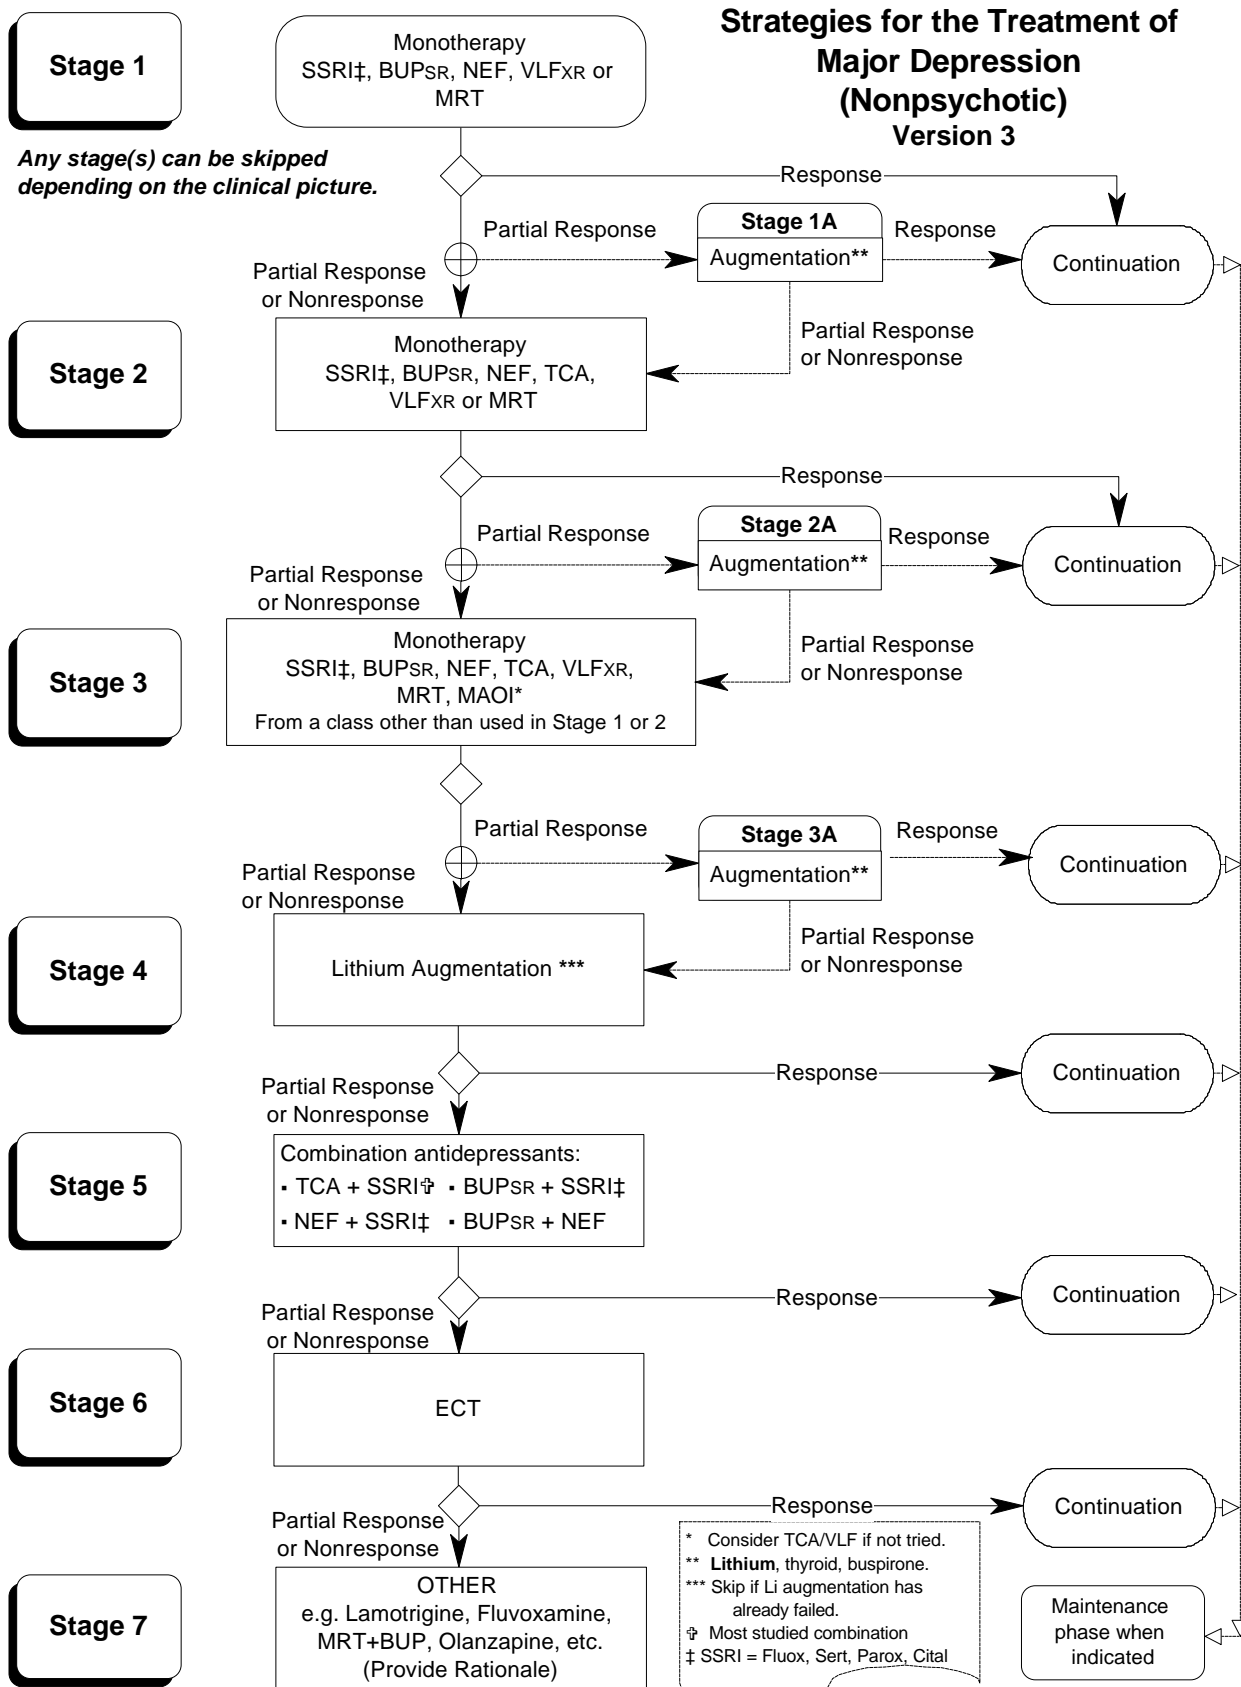 Strategies for the Treatment of
Major Depression
(Nonpsychotic)
Version 3
Stage 1
Monotherapy
SSRI‡, BUPSR, NEF, VLFXR or
MRT
Any stage(s) can be skipped
depending on the clinical picture.
Response
Partial Response
Stage 1A
Augmentation**
Response
Continuation
Partial Response
or Nonresponse
Partial Response
or Nonresponse
Stage 2
Monotherapy
SSRI‡, BUPSR, NEF, TCA,
VLFXR or MRT
Response
Partial Response
Stage 2A
Augmentation**
Response
Continuation
Partial Response
or Nonresponse
Partial Response
or Nonresponse
Stage 3
Monotherapy
SSRI‡, BUPSR, NEF, TCA, VLFXR,
MRT, MAOI*
From a class other than used in Stage 1 or 2
Partial Response
Stage 3A
Augmentation**
Response
Continuation
Partial Response
or Nonresponse
Partial Response
or Nonresponse
Stage 4
Lithium Augmentation ***
Response
Continuation
Partial Response
or Nonresponse
Stage 5
Combination antidepressants:
▪ TCA + SSRI✞ ▪ BUPSR + SSRI‡
▪ NEF + SSRI‡ ▪ BUPSR + NEF
Response
Continuation
Partial Response
or Nonresponse
Stage 6
ECT
Response
Continuation
Partial Response
or Nonresponse
Stage 7
OTHER
e.g. Lamotrigine, Fluvoxamine,
MRT+BUP, Olanzapine, etc.
(Provide Rationale)
* Consider TCA/VLF if not tried.
** Lithium, thyroid, buspirone.
*** Skip if Li augmentation has
already failed.
✞ Most studied combination
‡ SSRI = Fluox, Sert, Parox, Cital
Maintenance
phase when
indicated